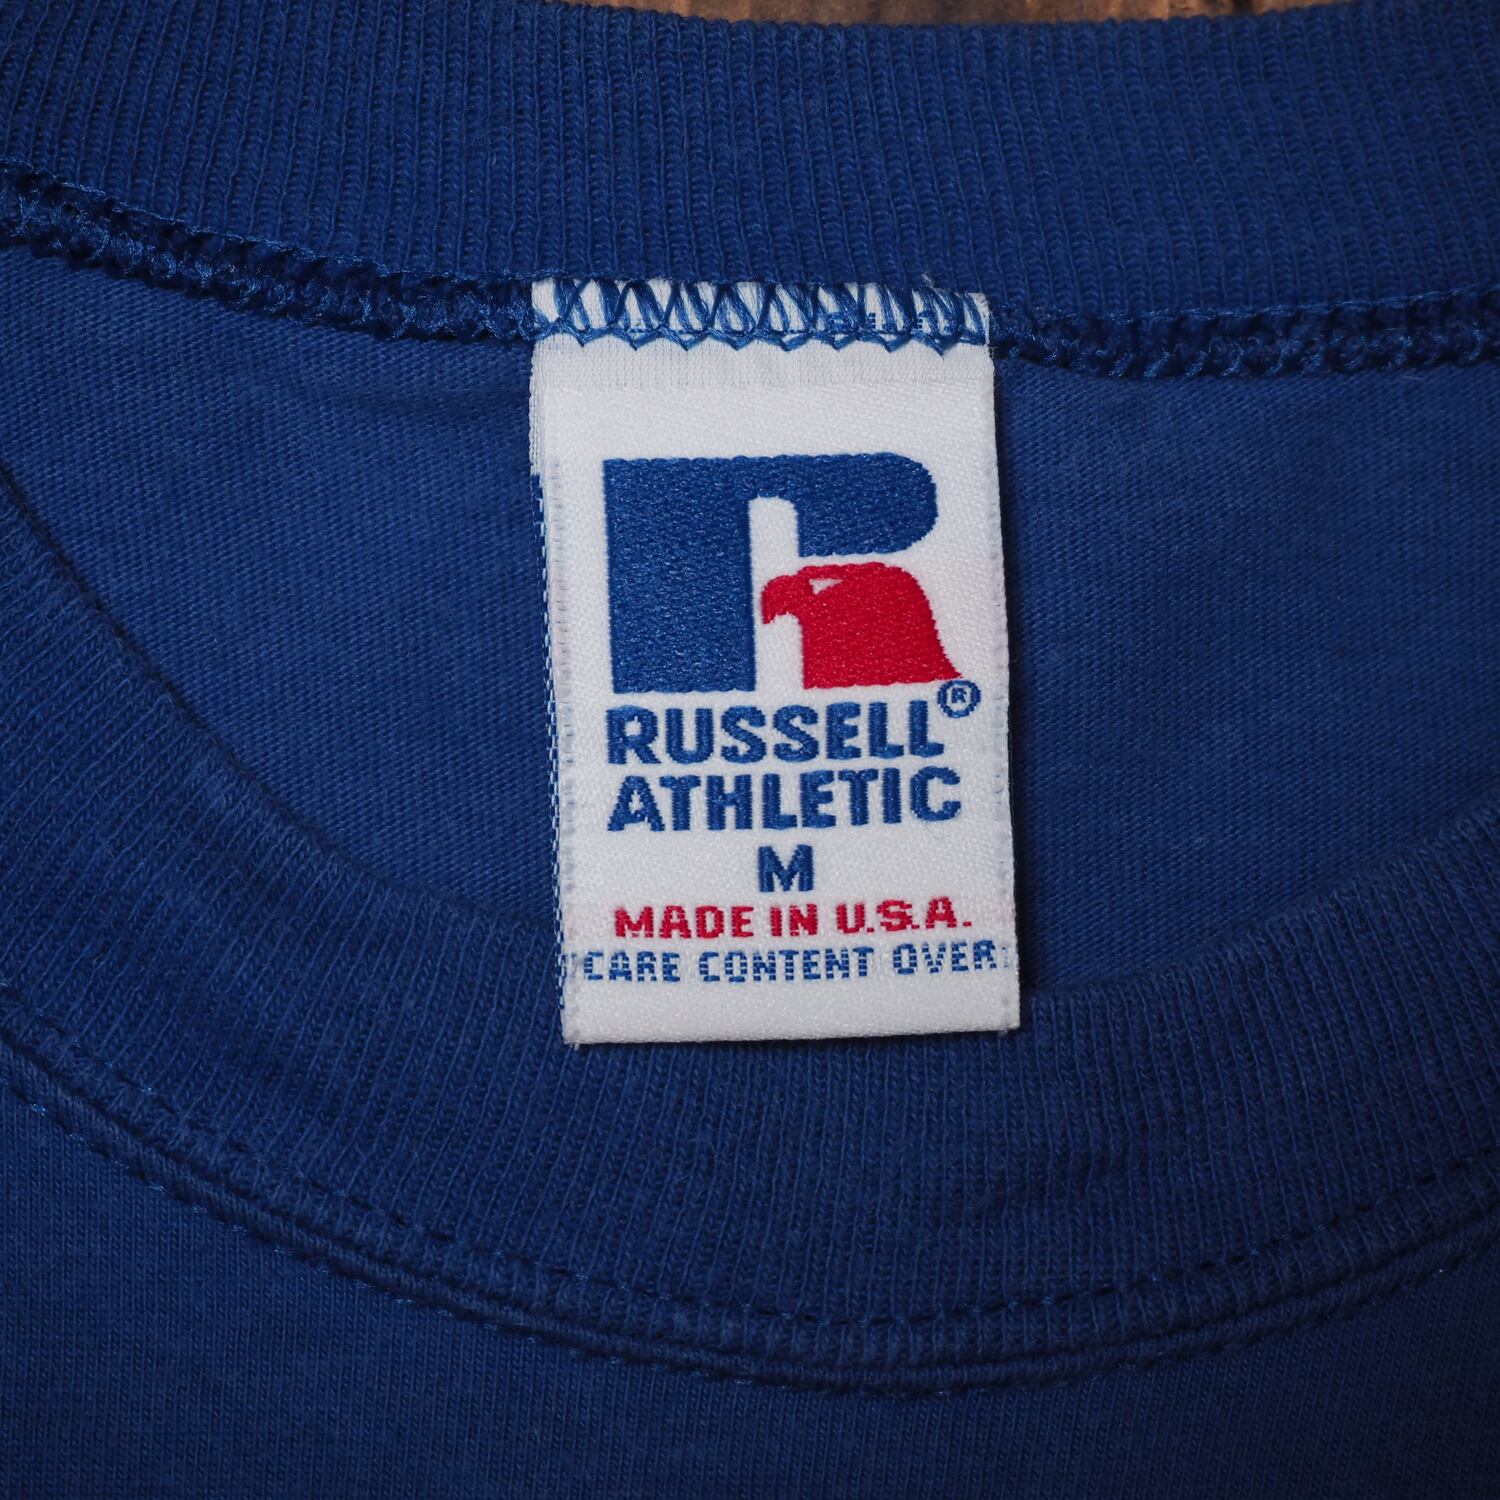 R
RUSSELL®
ATHLETIC
M
MADE IN U.S.A.
CARE CONTENT OVER